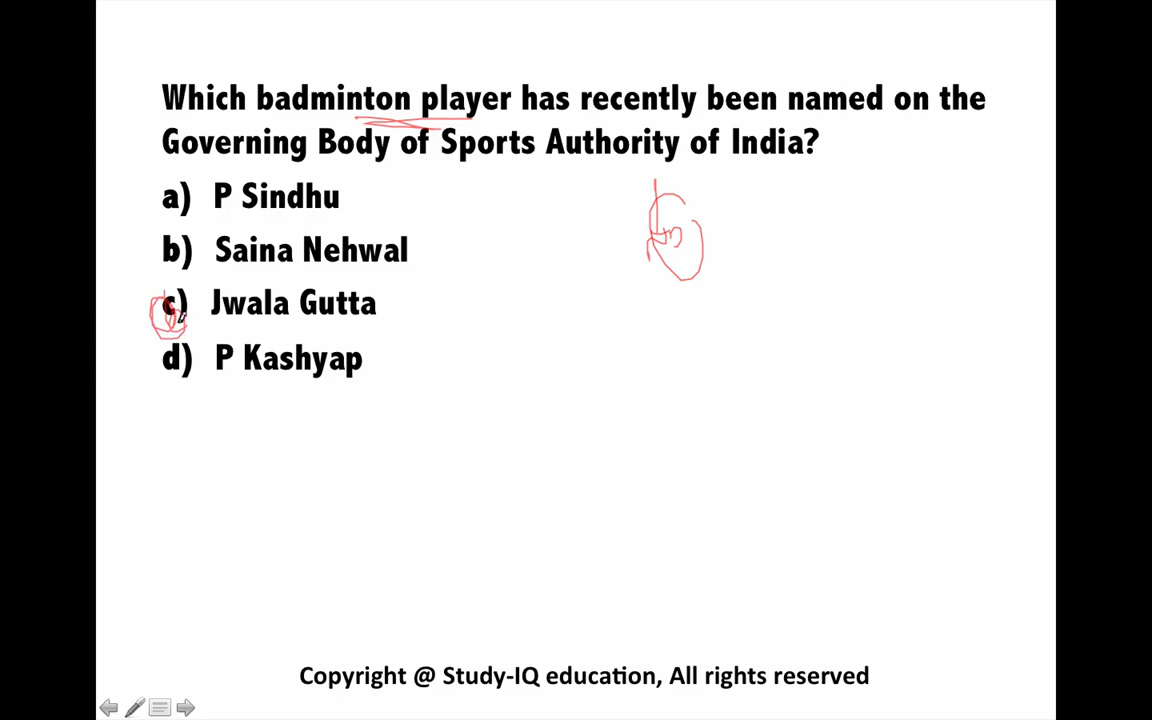 Which badminton player has recently been named on the
Governing Body of Sports Authority of India?
a) P Sindhu
b) Saina Nehwal
c) Jwala Gutta
d) P Kashyap
Copyright @ Study-IQ education, All rights reserved